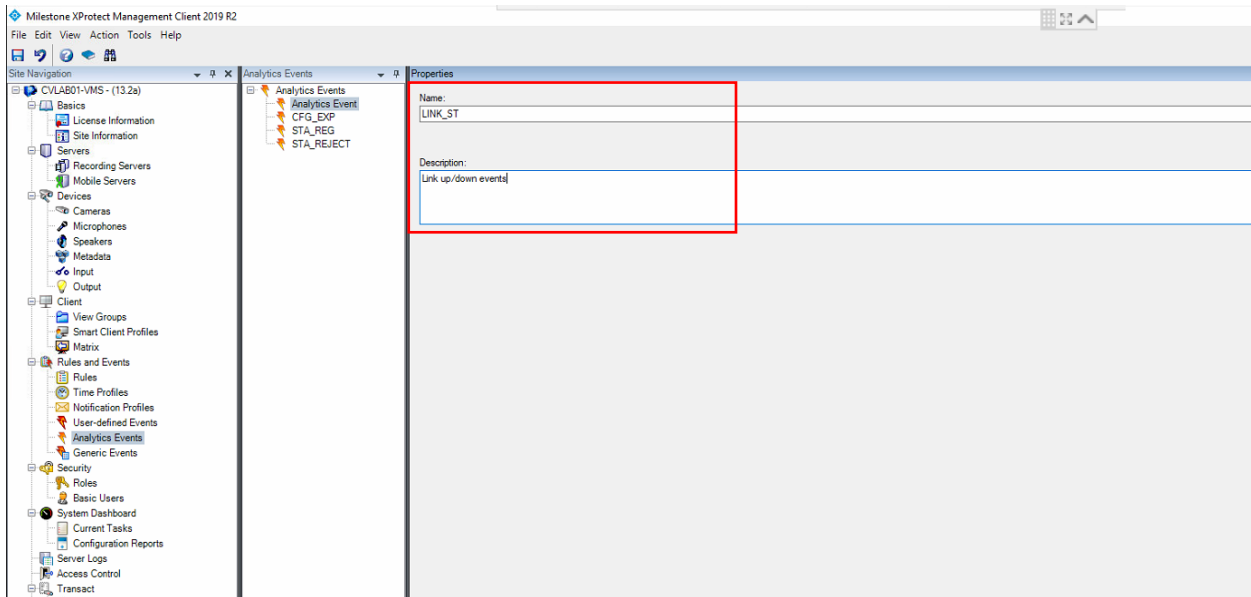 Milestone XProtect Management Client 2019 R2
File Edit View Action Tools Help
Site Navigation
CVLAB01-VMS - (13.2a)
Basics
License Information
Site Information
Servers
Recording Servers
Mobile Servers
Devices
Cameras
Microphones
Speakers
Metadata
Input
Output
Client
View Groups
Smart Client Profiles
Matrix
Rules and Events
Rules
Time Profiles
Notification Profiles
User-defined Events
Analytics Events
Generic Events
Security
Roles
Basic Users
System Dashboard
Current Tasks
Configuration Reports
Server Logs
Access Control
Transact
Analytics Events
Analytics Events
Analytics Event
CFG_EXP
STA_REG
STA_REJECT
Properties
Name:
LINK_ST
Description:
Link up/down events